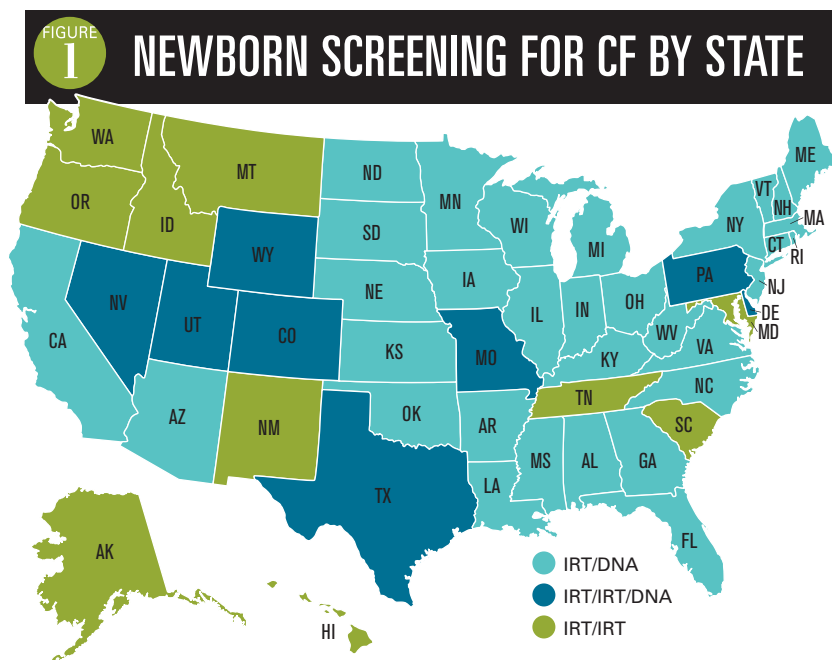 FIGURE
1
NEWBORN SCREENING FOR CF BY STATE
WA
MT
ND
MN
ME
VT
NH
OR
ID
SD
WI
MI
NY
MA
CT
RI
WY
NE
IA
PA
NJ
NV
UT
CO
IL
IN
OH
DE
MD
CA
KS
MO
WV
VA
KY
NC
AZ
NM
OK
AR
TN
SC
TX
LA
MS
AL
GA
FL
AK
HI
IRT/DNA
IRT/IRT/DNA
IRT/IRT